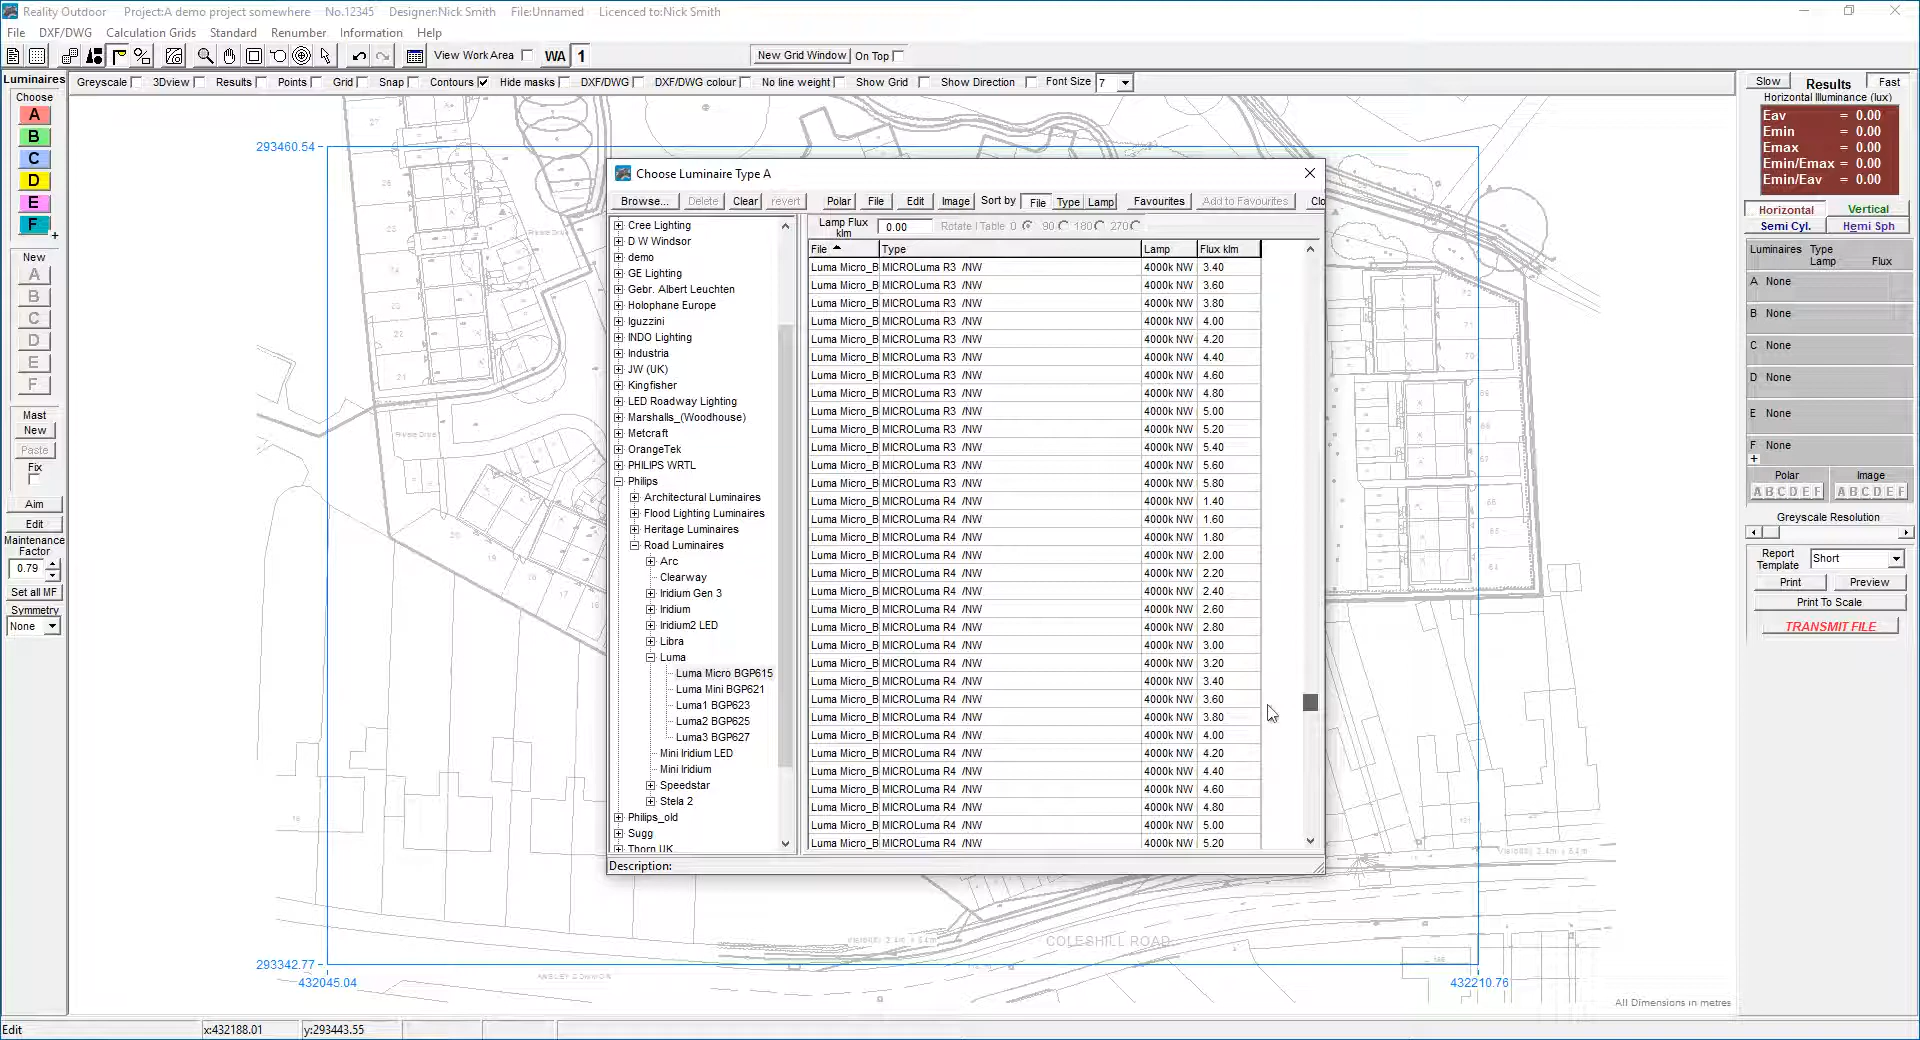 Reality Outdoor Project:A demo project somewhere No.12345 Designer:Nick Smith File:Unnamed Licenced to:Nick Smith
File DXF/DWG Calculation Grids Standard Renumber Information Help
View Work Area WA 1 New Grid Window On Top
Luminaires Greyscale 3Dview Results Points Grid Snap Contours Hide masks DXF/DWG DXF/DWG colour No line weight Show Grid Show Direction Font Size 7
Choose
A
B
C
D
E
F
+
New
A
B
C
D
E
F
Mast
New
Paste
Fix
Aim
Edit
Maintenance
Factor
0.79
Set all MF
Symmetry
None
293460.54
293342.77
432045.04
432210.76
COLESHILL ROAD
All Dimensions in metres
Choose Luminaire Type A
Browse... Delete Clear revert Polar File Edit Image Sort by File Type Lamp Favourites Add to Favourites Clo
Lamp Flux
klm 0.00 Rotate I Table 0 90 180 270
Cree Lighting
D W Windsor
demo
GE Lighting
Gebr. Albert Leuchten
Holophane Europe
Iguzzini
INDO Lighting
Industria
JW (UK)
Kingfisher
LED Roadway Lighting
Marshalls_(Woodhouse)
Metcraft
OrangeTek
PHILIPS WRTL
Philips
Architectural Luminaires
Flood Lighting Luminaires
Heritage Luminaires
Road Luminaires
Arc
Clearway
Iridium Gen 3
Iridium
Iridium2 LED
Libra
Luma
Luma Micro BGP615
Luma Mini BGP621
Luma1 BGP623
Luma2 BGP625
Luma3 BGP627
Mini Iridium LED
Mini Iridium
Speedstar
Stela 2
Philips_old
Sugg
Thorn UK
File Type Lamp Flux klm
Luma Micro_B MICROLuma R3 /NW 4000k NW 3.40
Luma Micro_B MICROLuma R3 /NW 4000k NW 3.60
Luma Micro_B MICROLuma R3 /NW 4000k NW 3.80
Luma Micro_B MICROLuma R3 /NW 4000k NW 4.00
Luma Micro_B MICROLuma R3 /NW 4000k NW 4.20
Luma Micro_B MICROLuma R3 /NW 4000k NW 4.40
Luma Micro_B MICROLuma R3 /NW 4000k NW 4.60
Luma Micro_B MICROLuma R3 /NW 4000k NW 4.80
Luma Micro_B MICROLuma R3 /NW 4000k NW 5.00
Luma Micro_B MICROLuma R3 /NW 4000k NW 5.20
Luma Micro_B MICROLuma R3 /NW 4000k NW 5.40
Luma Micro_B MICROLuma R3 /NW 4000k NW 5.60
Luma Micro_B MICROLuma R3 /NW 4000k NW 5.80
Luma Micro_B MICROLuma R4 /NW 4000k NW 1.40
Luma Micro_B MICROLuma R4 /NW 4000k NW 1.60
Luma Micro_B MICROLuma R4 /NW 4000k NW 1.80
Luma Micro_B MICROLuma R4 /NW 4000k NW 2.00
Luma Micro_B MICROLuma R4 /NW 4000k NW 2.20
Luma Micro_B MICROLuma R4 /NW 4000k NW 2.40
Luma Micro_B MICROLuma R4 /NW 4000k NW 2.60
Luma Micro_B MICROLuma R4 /NW 4000k NW 2.80
Luma Micro_B MICROLuma R4 /NW 4000k NW 3.00
Luma Micro_B MICROLuma R4 /NW 4000k NW 3.20
Luma Micro_B MICROLuma R4 /NW 4000k NW 3.40
Luma Micro_B MICROLuma R4 /NW 4000k NW 3.60
Luma Micro_B MICROLuma R4 /NW 4000k NW 3.80
Luma Micro_B MICROLuma R4 /NW 4000k NW 4.00
Luma Micro_B MICROLuma R4 /NW 4000k NW 4.20
Luma Micro_B MICROLuma R4 /NW 4000k NW 4.40
Luma Micro_B MICROLuma R4 /NW 4000k NW 4.60
Luma Micro_B MICROLuma R4 /NW 4000k NW 4.80
Luma Micro_B MICROLuma R4 /NW 4000k NW 5.00
Luma Micro_B MICROLuma R4 /NW 4000k NW 5.20
Description:
Slow Results Fast
Horizontal Illuminance (lux)
Eav = 0.00
Emin = 0.00
Emax = 0.00
Emin/Emax = 0.00
Emin/Eav = 0.00
Horizontal Vertical
Semi Cyl. Hemi Sph
Luminaires Type
Lamp Flux
A None
B None
C None
D None
E None
F None
+
Polar Image
A B C D E F A B C D E F
Greyscale Resolution
Report
Template Short
Print Preview
Print To Scale
TRANSMIT FILE
Edit x:432188.01 y:293443.55